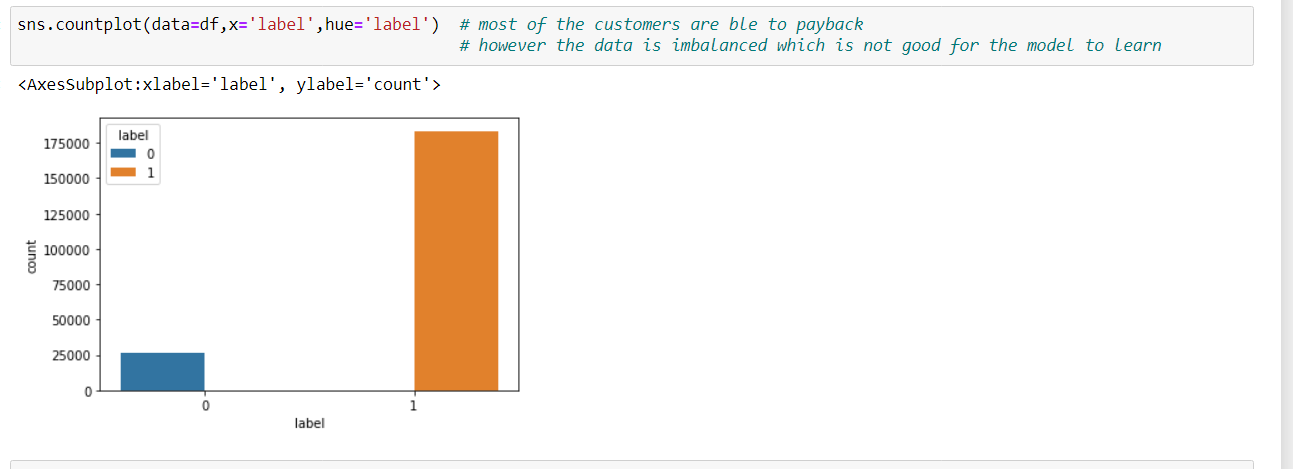 sns.countplot(data=df,x='label',hue='label')  # most of the customers are ble to payback
# however the data is imbalanced which is not good for the model to learn
<AxesSubplot:xlabel='label', ylabel='count'>
label
0
1
175000
150000
125000
100000
75000
50000
25000
0
count
0 1
label